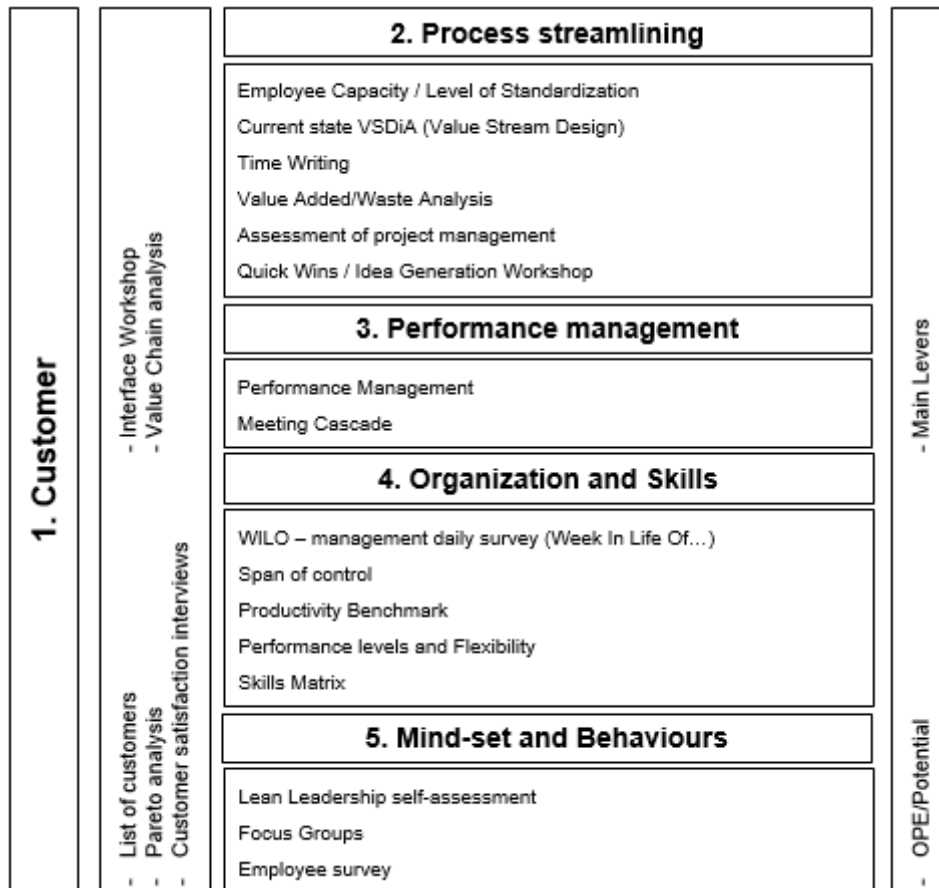 1. Customer
- List of customers
- Pareto analysis
- Customer satisfaction interviews
- Interface Workshop
- Value Chain analysis
2. Process streamlining
Employee Capacity / Level of Standardization
Current state VSDiA (Value Stream Design)
Time Writing
Value Added/Waste Analysis
Assessment of project management
Quick Wins / Idea Generation Workshop
3. Performance management
Performance Management
Meeting Cascade
4. Organization and Skills
WILO – management daily survey (Week In Life Of…)
Span of control
Productivity Benchmark
Performance levels and Flexibility
Skills Matrix
5. Mind-set and Behaviours
Lean Leadership self-assessment
Focus Groups
Employee survey
- OPE/Potential
- Main Levers